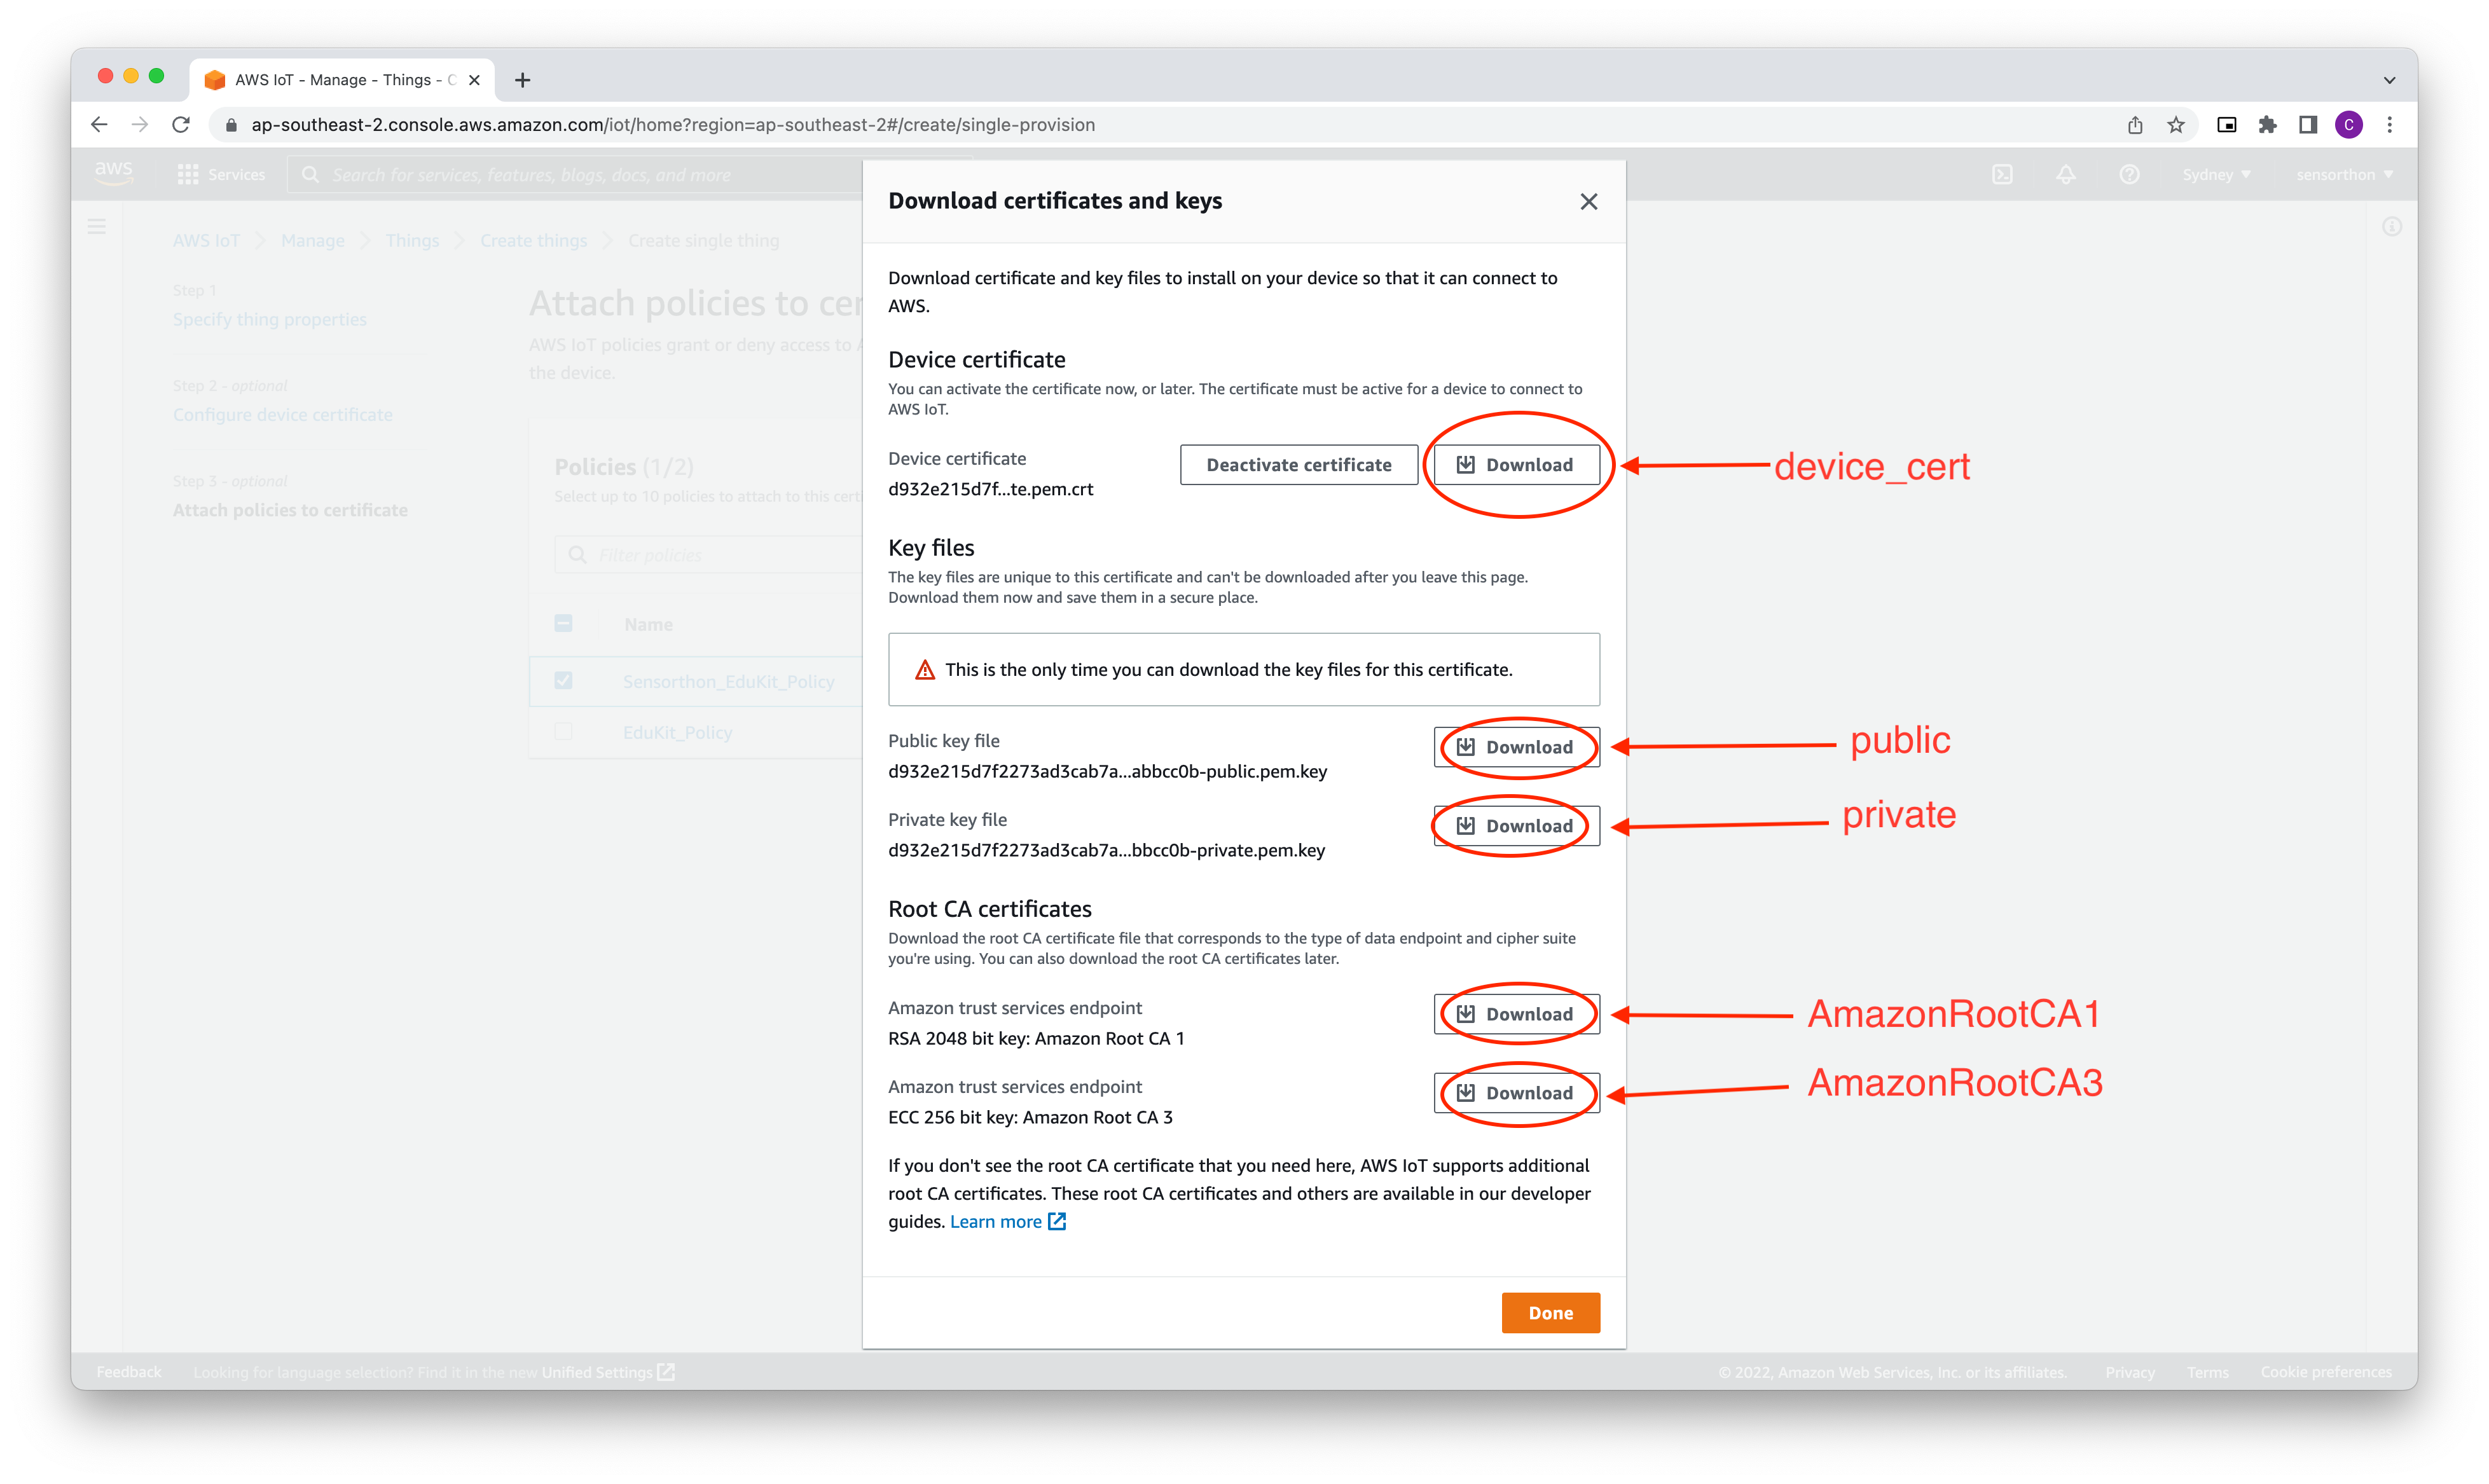 AWS IoT - Manage - Things - C
ap-southeast-2.console.aws.amazon.com/iot/home?region=ap-southeast-2#/create/single-provision
C
aws
Services
Search for services, features, blogs, docs, and more
Sydney
sensorthon
AWS IoT
Manage
Things
Create things
Create single thing
Step 1
Specify thing properties
Step 2 - optional
Configure device certificate
Step 3 - optional
Attach policies to certificate
Attach policies to cer
AWS IoT policies grant or deny access to A
the device.
Policies (1/2)
Select up to 10 policies to attach to this cert
Filter policies
Name
Sensorthon_EduKit_Policy
EduKit_Policy
Download certificates and keys
Download certificate and key files to install on your device so that it can connect to
AWS.
Device certificate
You can activate the certificate now, or later. The certificate must be active for a device to connect to
AWS IoT.
Device certificate
d932e215d7f...te.pem.crt
Deactivate certificate
Download
device_cert
Key files
The key files are unique to this certificate and can't be downloaded after you leave this page.
Download them now and save them in a secure place.
This is the only time you can download the key files for this certificate.
Public key file
d932e215d7f2273ad3cab7a...abbcc0b-public.pem.key
Download
public
Private key file
d932e215d7f2273ad3cab7a...bbcc0b-private.pem.key
Download
private
Root CA certificates
Download the root CA certificate file that corresponds to the type of data endpoint and cipher suite
you're using. You can also download the root CA certificates later.
Amazon trust services endpoint
RSA 2048 bit key: Amazon Root CA 1
Download
AmazonRootCA1
Amazon trust services endpoint
ECC 256 bit key: Amazon Root CA 3
Download
AmazonRootCA3
If you don't see the root CA certificate that you need here, AWS IoT supports additional
root CA certificates. These root CA certificates and others are available in our developer
guides. Learn more
Done
Feedback
Looking for language selection? Find it in the new Unified Settings
© 2022, Amazon Web Services, Inc. or its affiliates.
Privacy
Terms
Cookie preferences